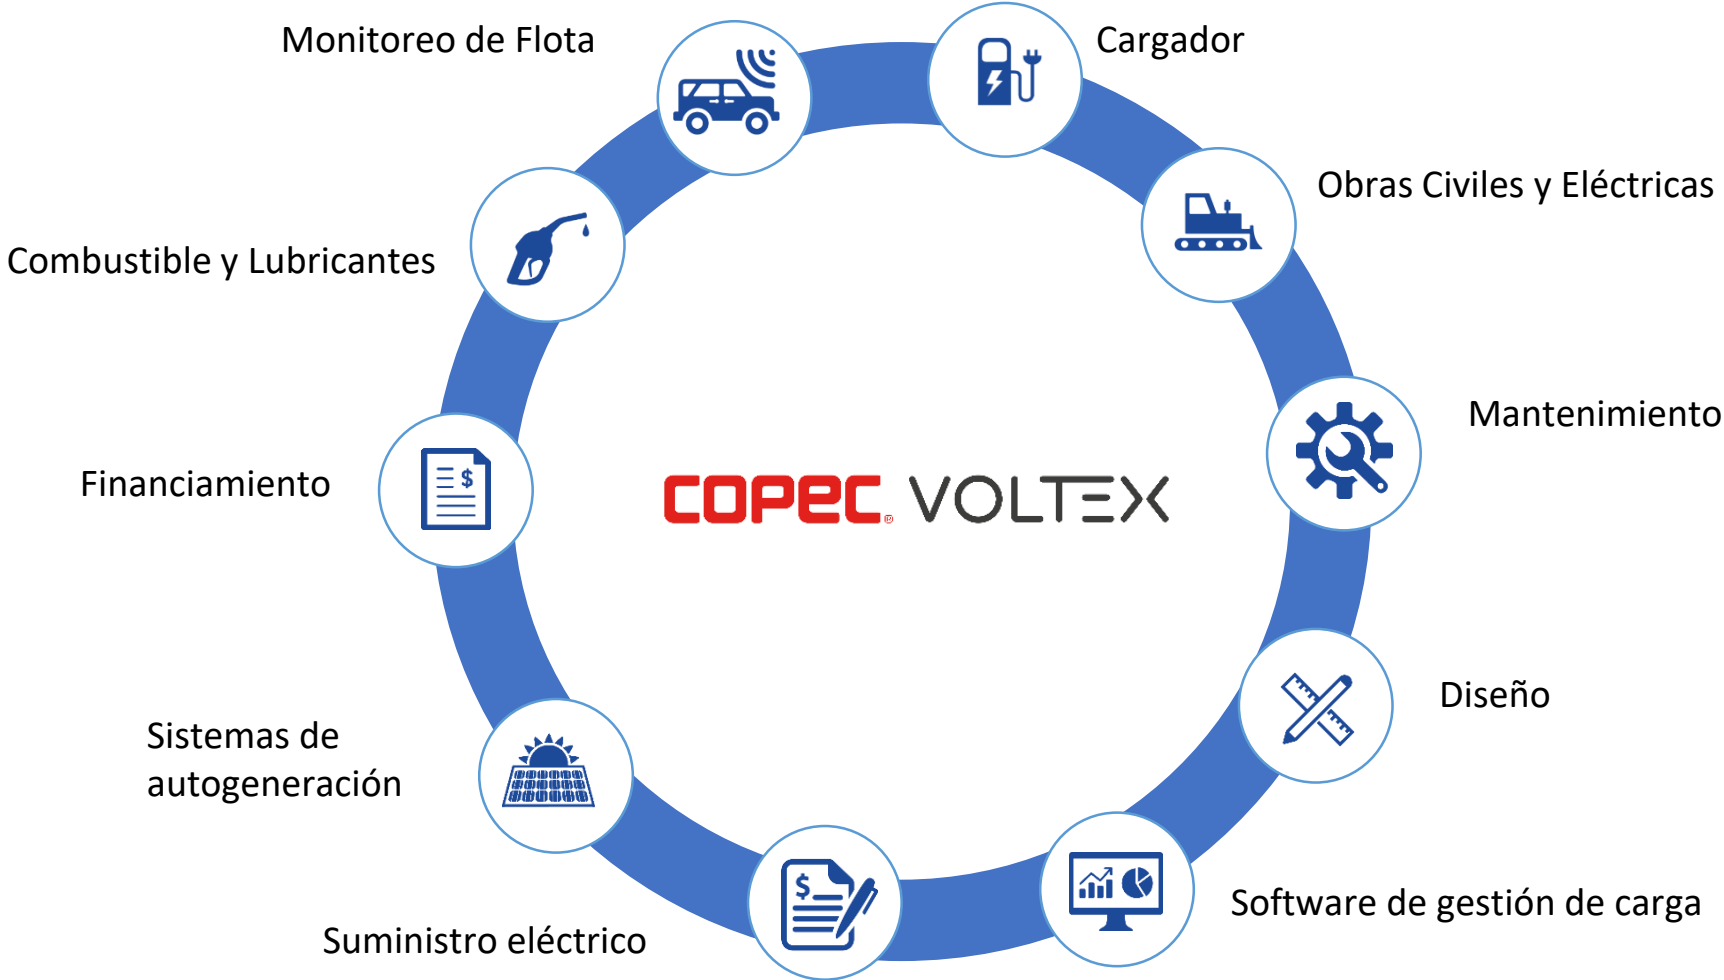 Monitoreo de Flota
Cargador
Obras Civiles y Eléctricas
Combustible y Lubricantes
Mantenimiento
Financiamiento
$
COPEC® VOLTEX
Diseño
Sistemas de
autogeneración
$
Software de gestión de carga
Suministro eléctrico